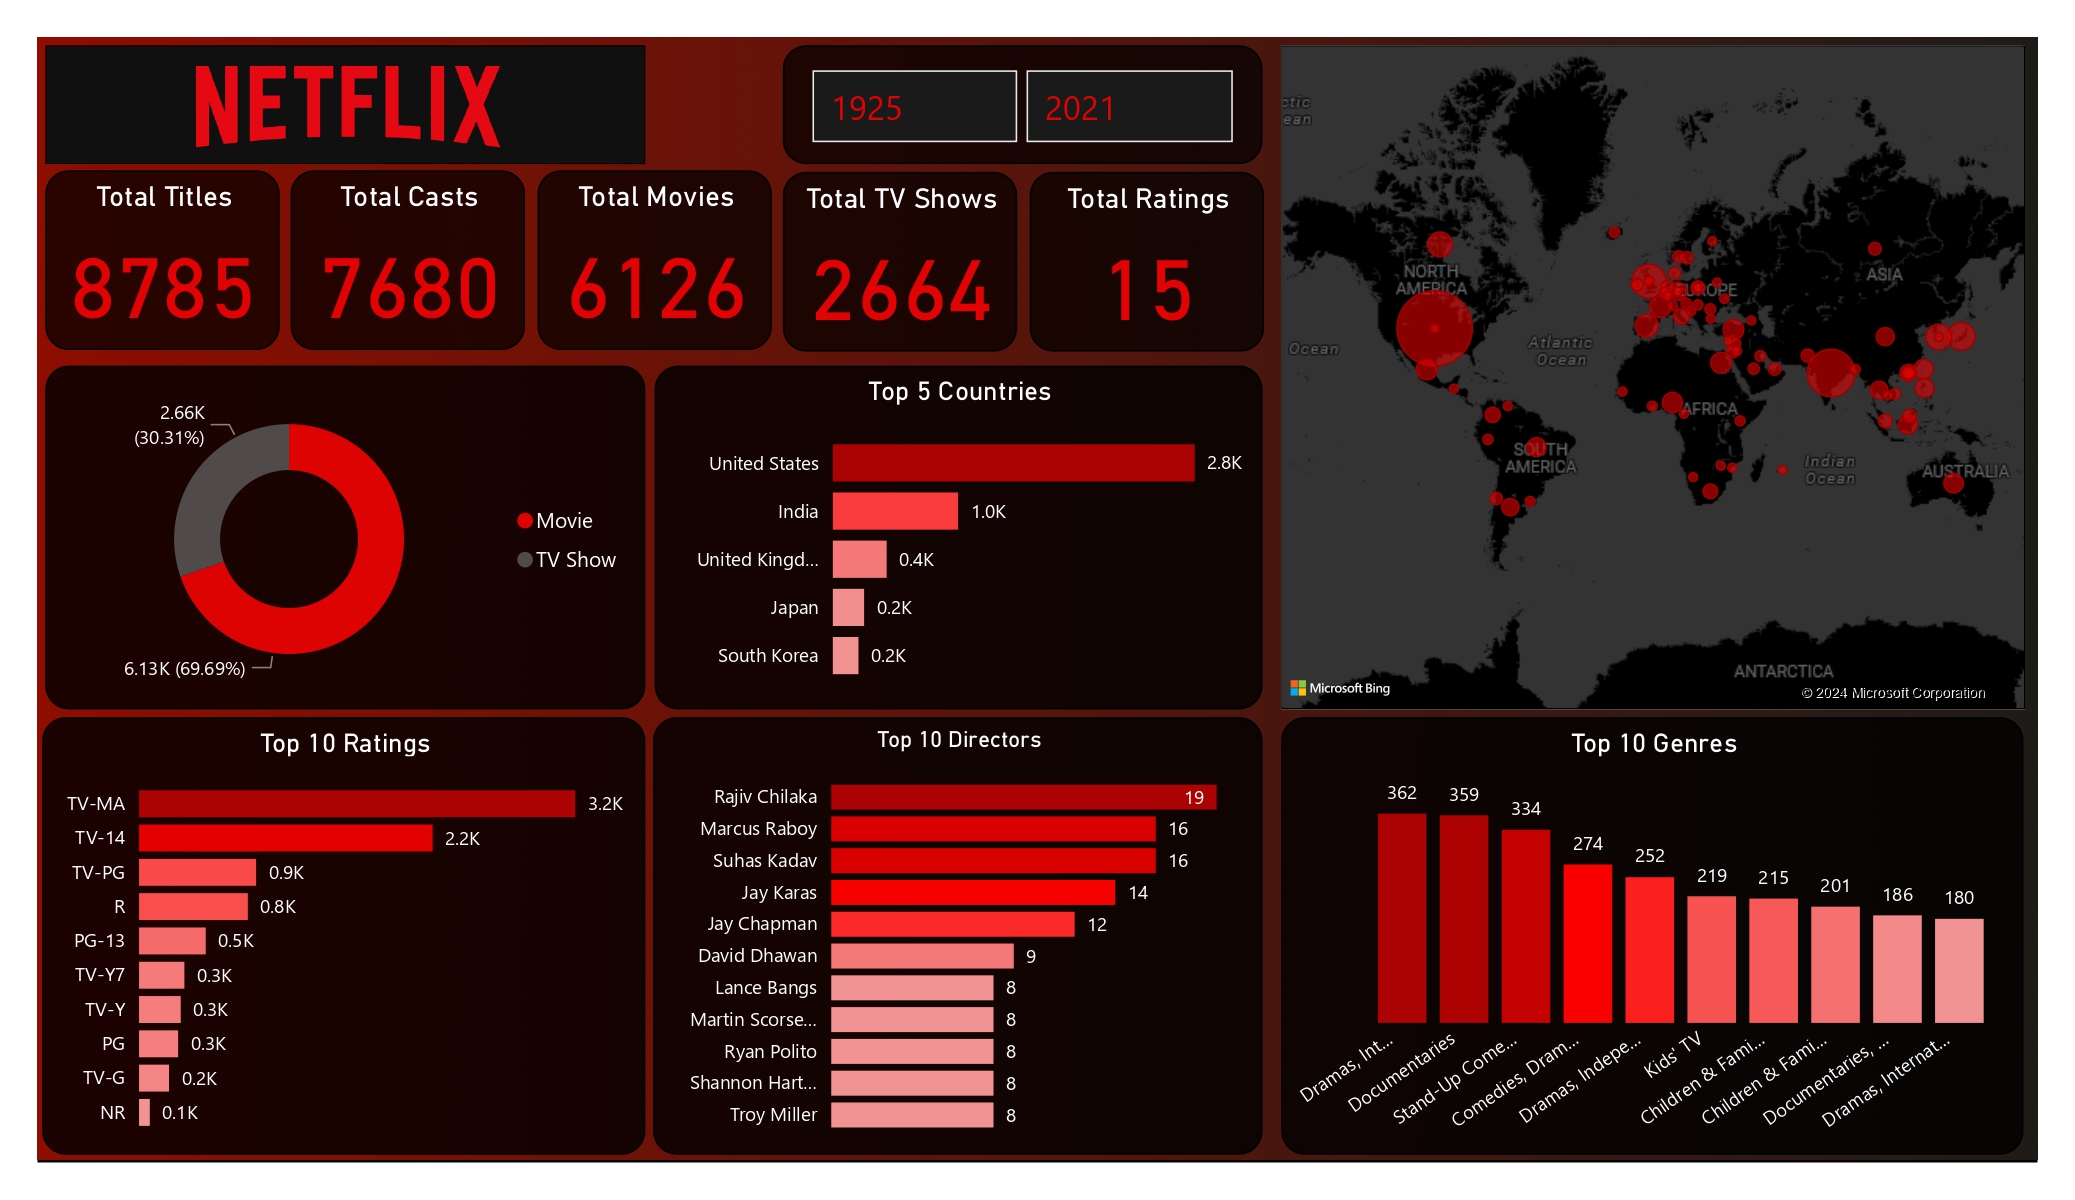 NETFLIX
1925
2021
Total Titles
8785
Total Casts
7680
Total Movies
6126
Total TV Shows
2664
Total Ratings
15
2.66K
(30.31%)
6.13K (69.69%)
Movie
TV Show
Top 5 Countries
United States 2.8K
India 1.0K
United Kingd... 0.4K
Japan 0.2K
South Korea 0.2K
ctic
ean
NORTH
AMERICA
EUROPE
ASIA
Ocean
Atlantic
Ocean
AFRICA
SOUTH
AMERICA
Indian
Ocean
AUSTRALIA
ANTARCTICA
Microsoft Bing
© 2024 Microsoft Corporation
Top 10 Ratings
TV-MA 3.2K
TV-14 2.2K
TV-PG 0.9K
R 0.8K
PG-13 0.5K
TV-Y7 0.3K
TV-Y 0.3K
PG 0.3K
TV-G 0.2K
NR 0.1K
Top 10 Directors
Rajiv Chilaka 19
Marcus Raboy 16
Suhas Kadav 16
Jay Karas 14
Jay Chapman 12
David Dhawan 9
Lance Bangs 8
Martin Scorse... 8
Ryan Polito 8
Shannon Hart... 8
Troy Miller 8
Top 10 Genres
362
359
334
274
252
219
215
201
186
180
Dramas, Int...
Documentaries
Stand-Up Come...
Comedies, Dram...
Dramas, Indepe...
Kids' TV
Children & Fami...
Children & Fami...
Documentaries, ...
Dramas, Internat...